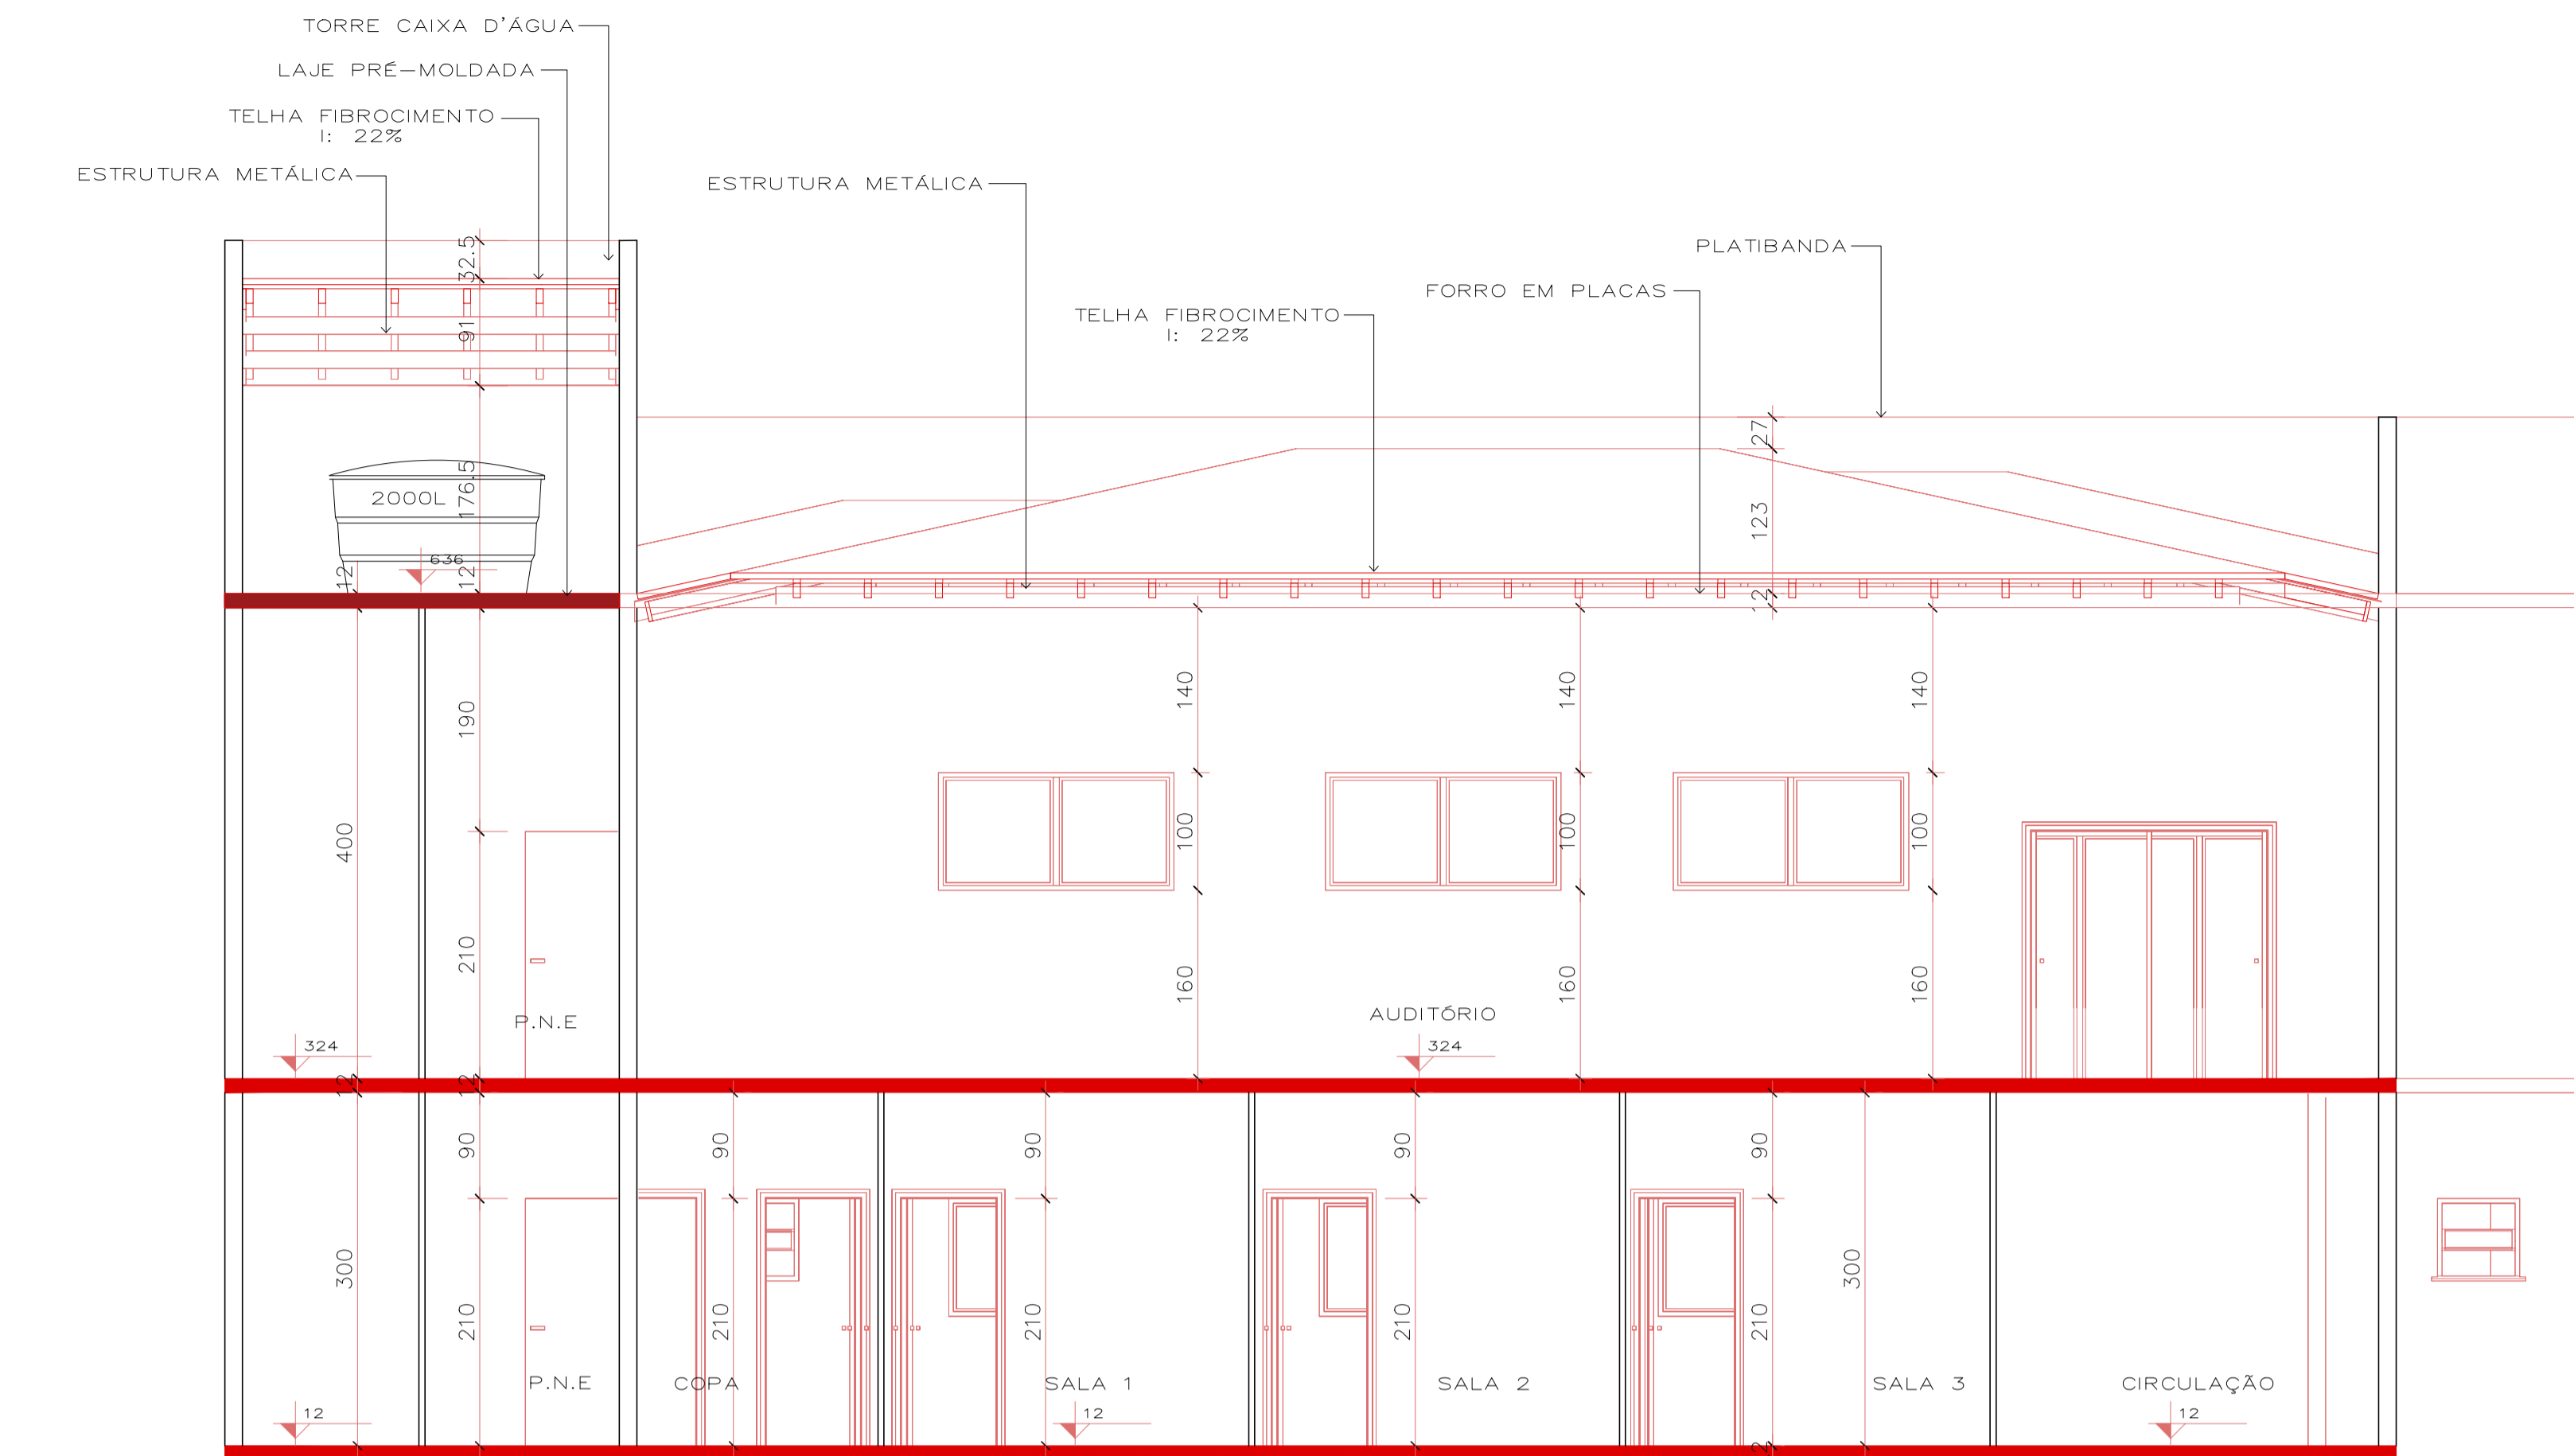 TORRE CAIXA D'ÁGUA
LAJE PRÉ-MOLDADA
TELHA FIBROCIMENTO
I: 22%
ESTRUTURA METÁLICA
ESTRUTURA METÁLICA
PLATIBANDA
FORRO EM PLACAS
TELHA FIBROCIMENTO
I: 22%
32.5
91
27
176.5
2000L
123
636
12
12
12
140
140
140
190
400
100
100
100
210
160
160
160
P.N.E
AUDITÓRIO
324
324
12
12
90
90
90
90
90
300
300
210
210
210
210
210
P.N.E
COPA
SALA 1
SALA 2
SALA 3
CIRCULAÇÃO
12
12
12